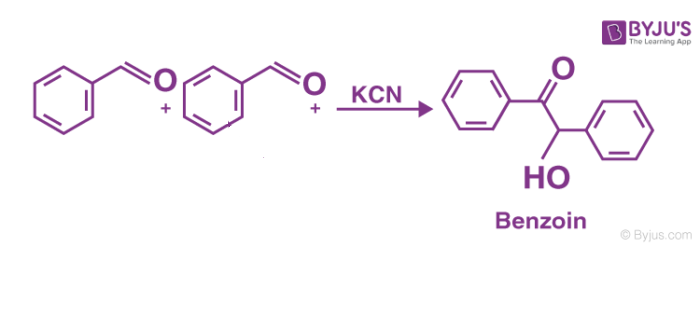 BYJU'S
The Learning App
O
+
O
+
KCN
O
HO
Benzoin
© Byjus.com